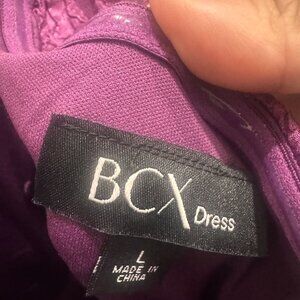 BCX Dress
L
MADE IN
CHINA